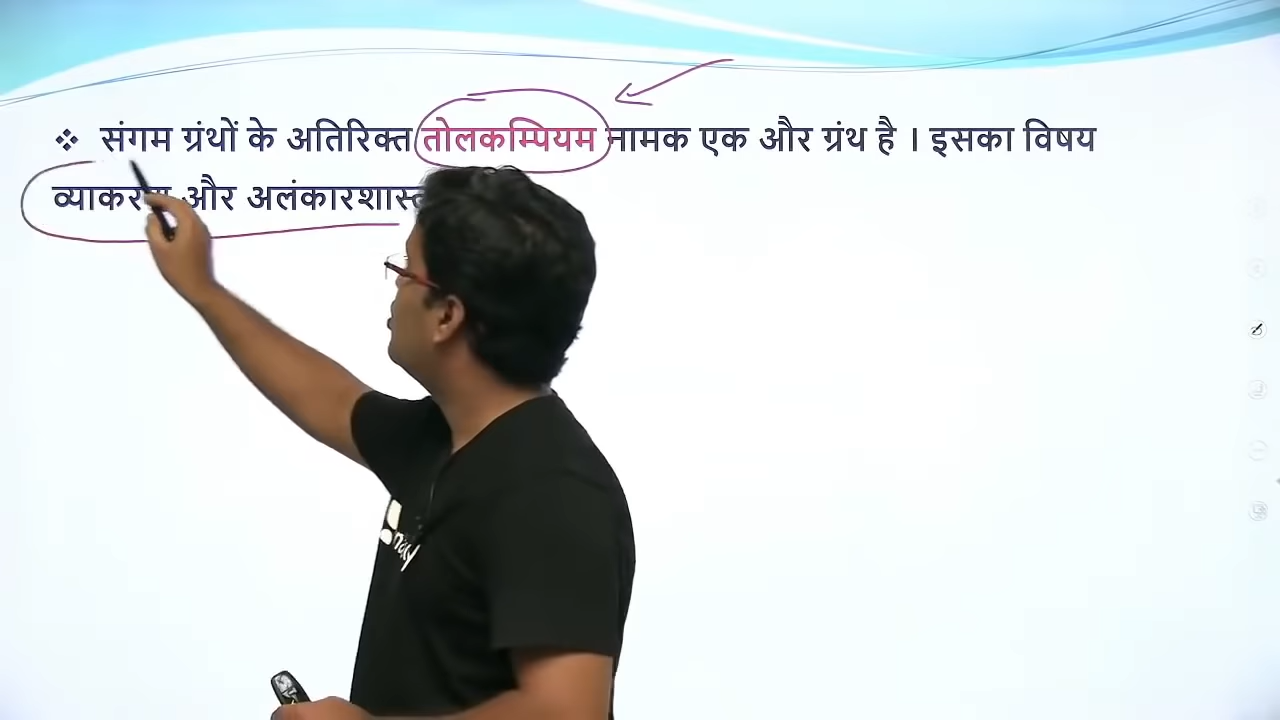 ❖ संगम ग्रंथों के अतिरिक्त तोलकम्पियम नामक एक और ग्रंथ है । इसका विषय
और